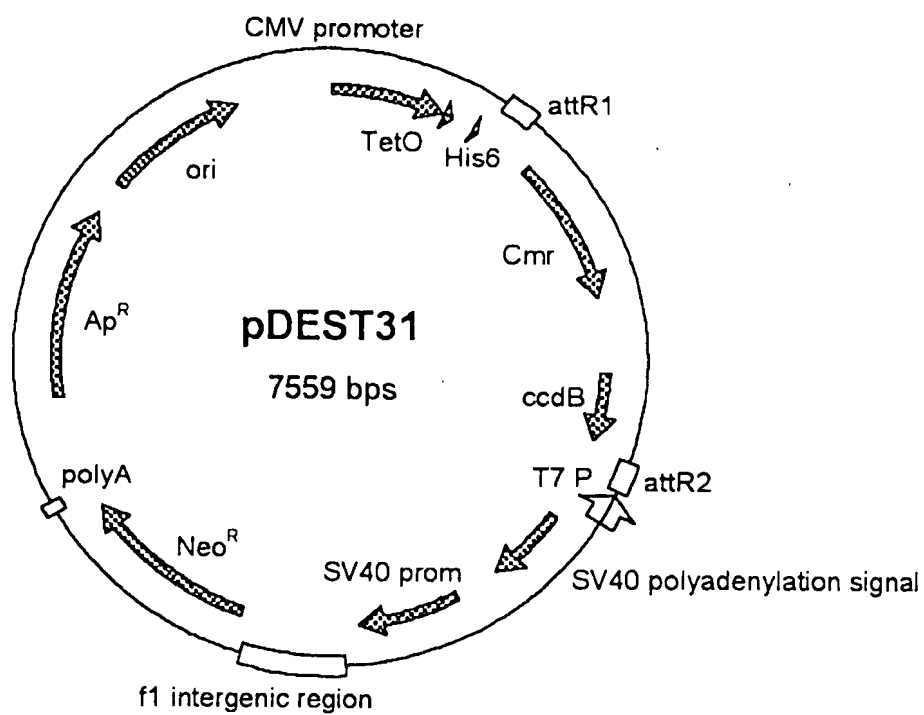 CMV promoter
attR1
TetO
His6
ori
Cmr
Ap^R
pDEST31
7559 bps
ccdB
polyA
T7 P
attR2
Neo^R
SV40 prom
SV40 polyadenylation signal
f1 intergenic region